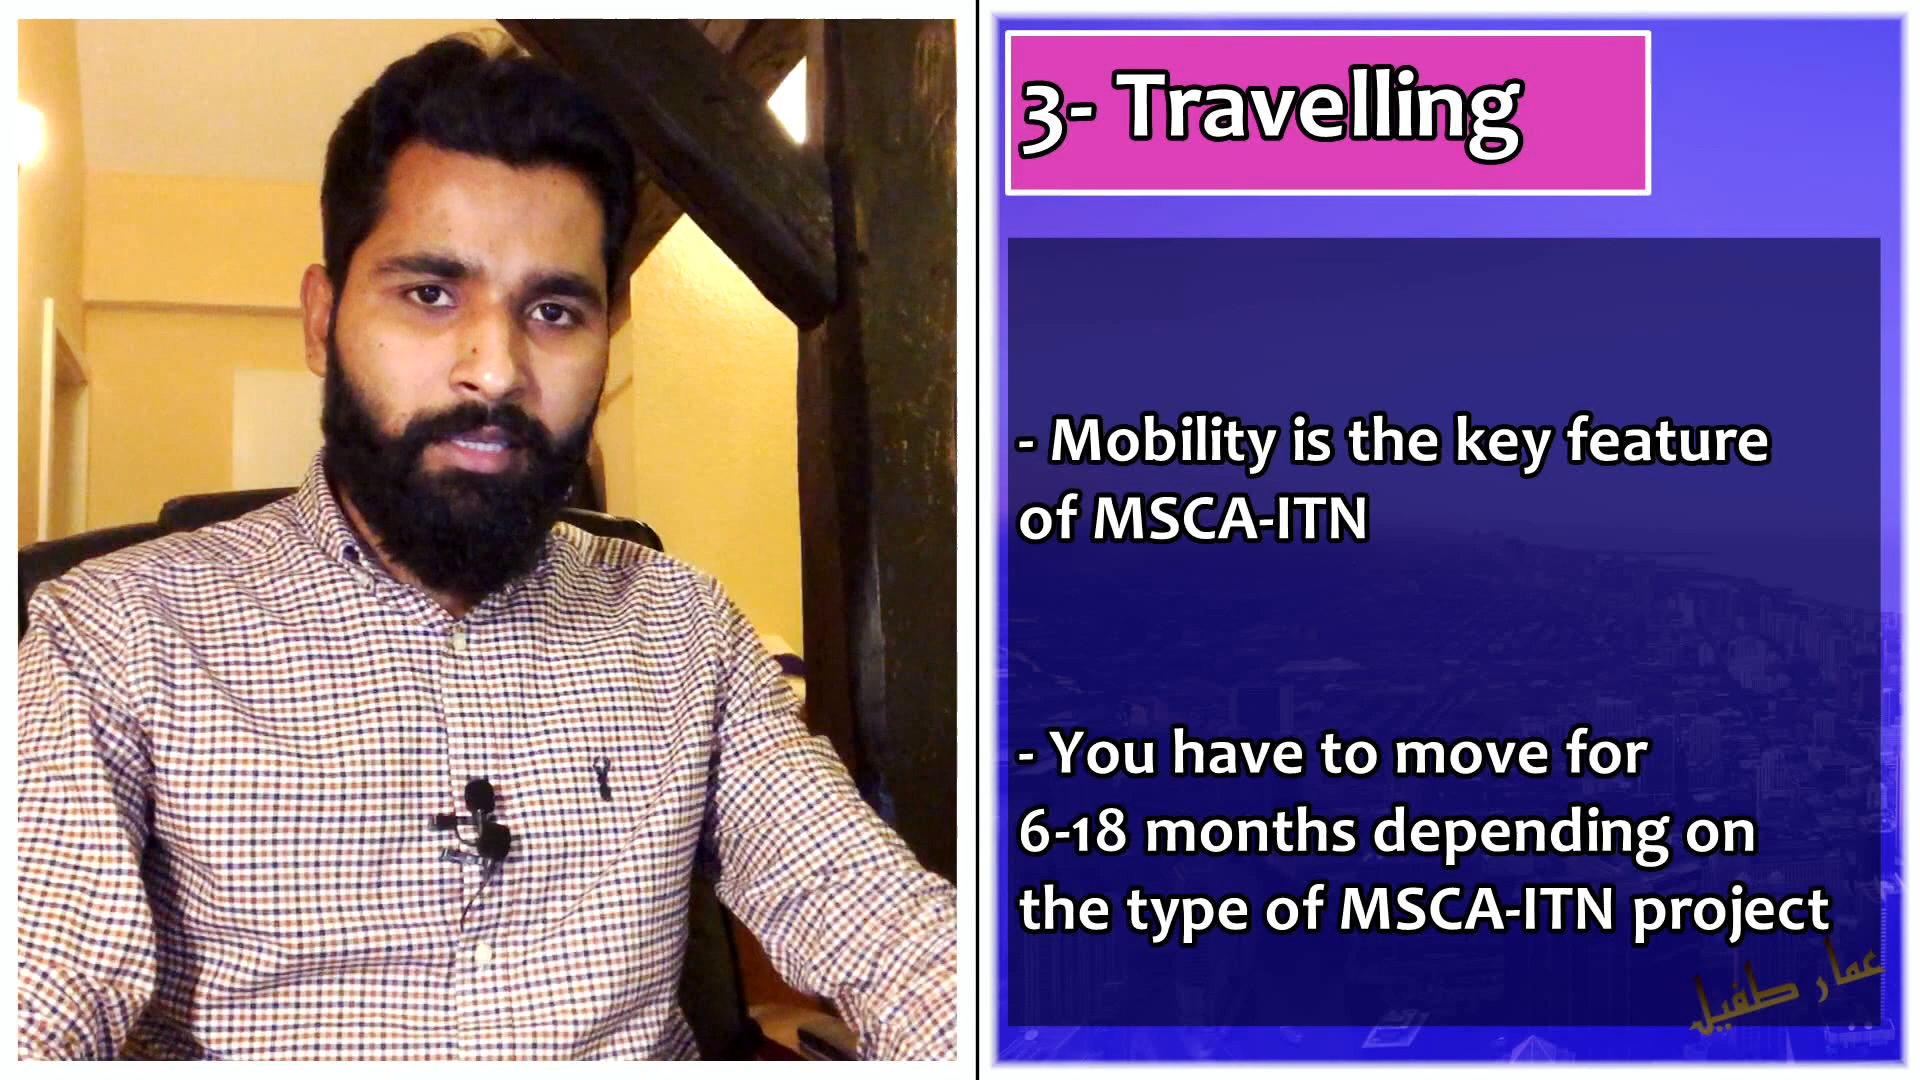 3- Travelling
- Mobility is the key feature
of MSCA-ITN
- You have to move for
6-18 months depending on
the type of MSCA-ITN project
عمار طفیل